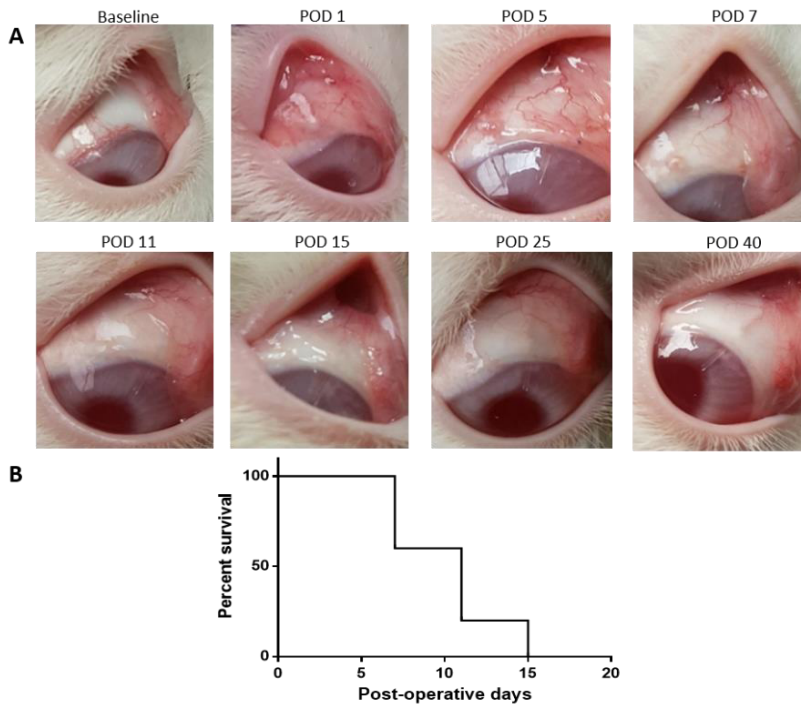 A
Baseline POD 1 POD 5 POD 7
POD 11 POD 15 POD 25 POD 40
B
Percent survival
100
50
0
0 5 10 15 20
Post-operative days